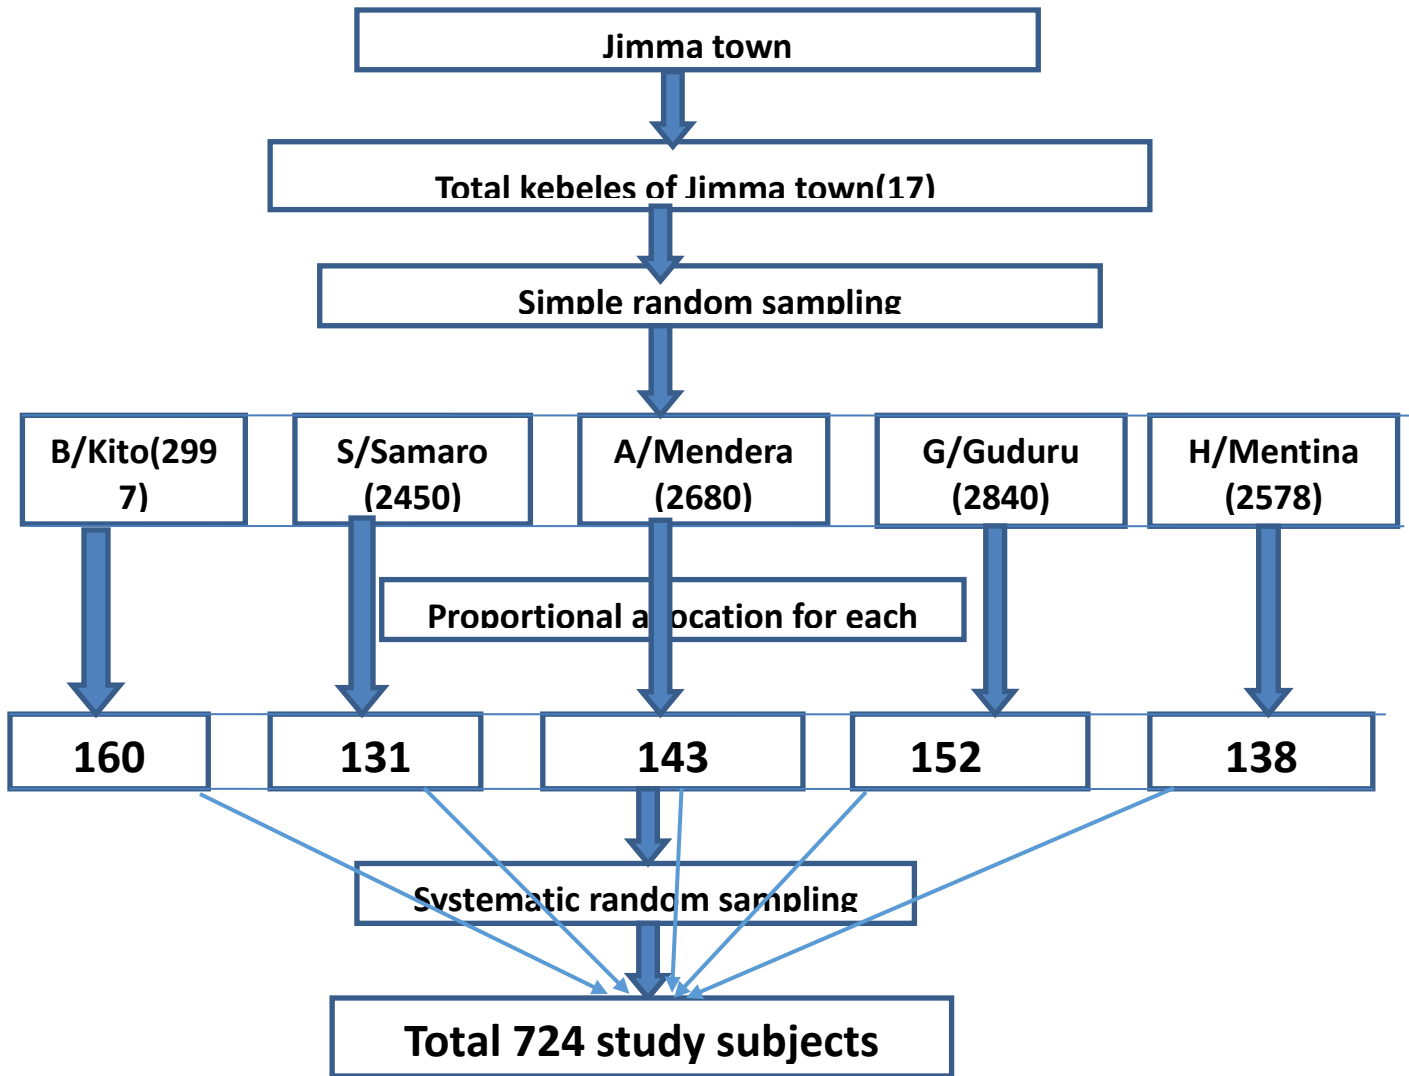 Jimma town
Total kebeles of Jimma town(17)
Simple random sampling
B/Kito(299
7)
S/Samaro
(2450)
A/Mendera
(2680)
G/Guduru
(2840)
H/Mentina
(2578)
Proportional allocation for each
160
131
143
152
138
Systematic random sampling
Total 724 study subjects